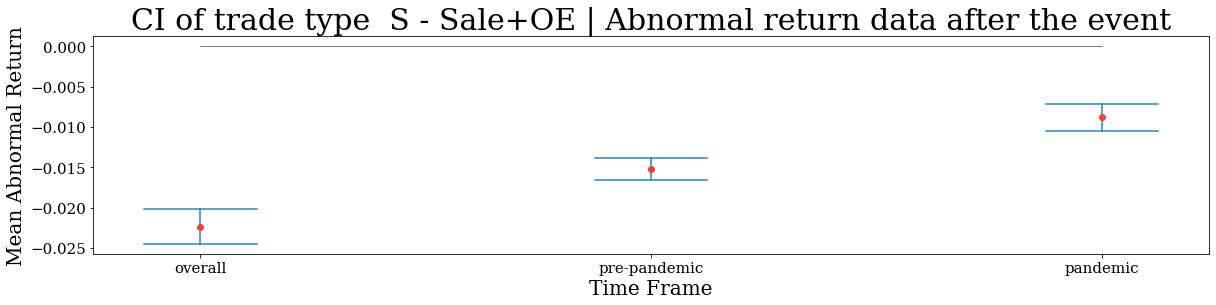 CI of trade type  S - Sale+OE | Abnormal return data after the event
Mean Abnormal Return
0.000
−0.005
−0.010
−0.015
−0.020
−0.025
overall pre-pandemic pandemic
Time Frame